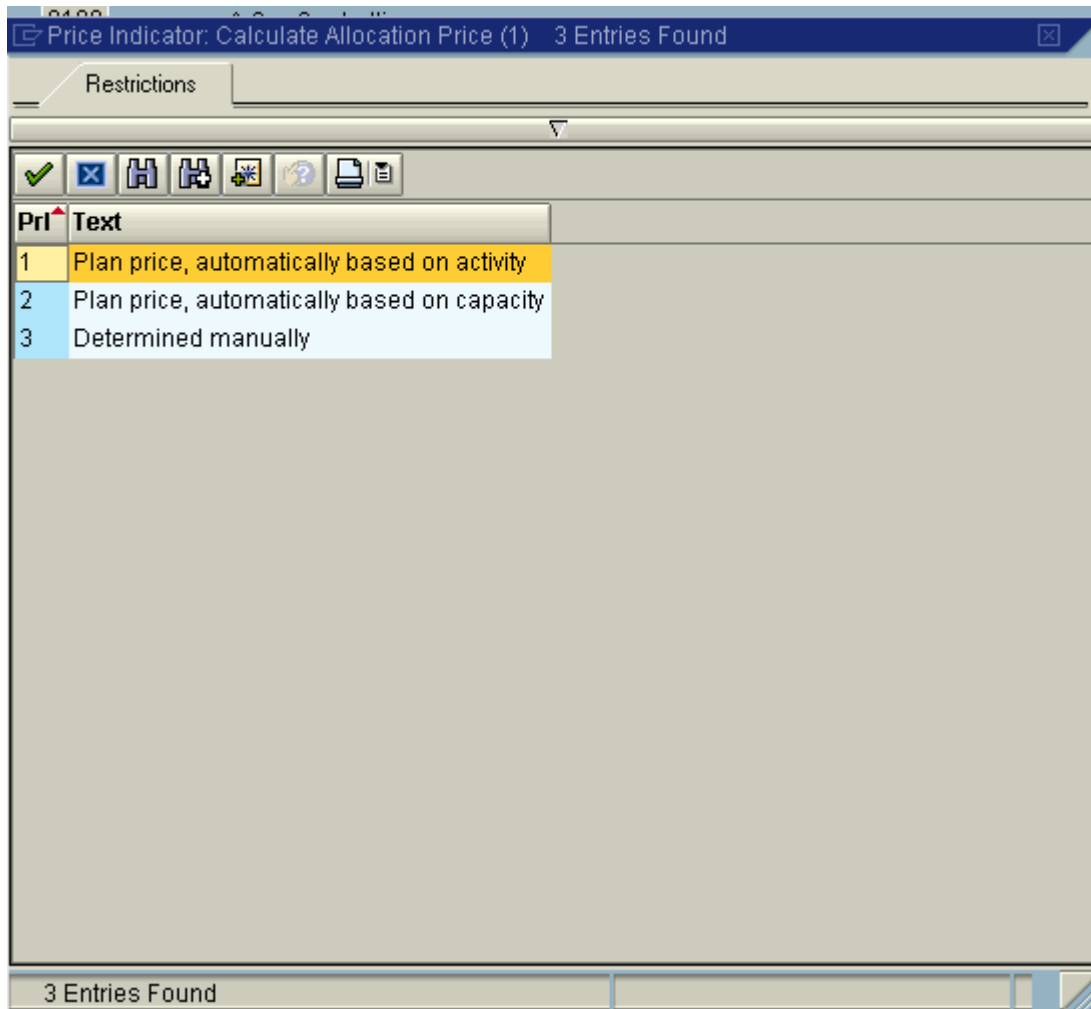 Price Indicator: Calculate Allocation Price (1) 3 Entries Found
Restrictions
PrI Text
1 Plan price, automatically based on activity
2 Plan price, automatically based on capacity
3 Determined manually
3 Entries Found